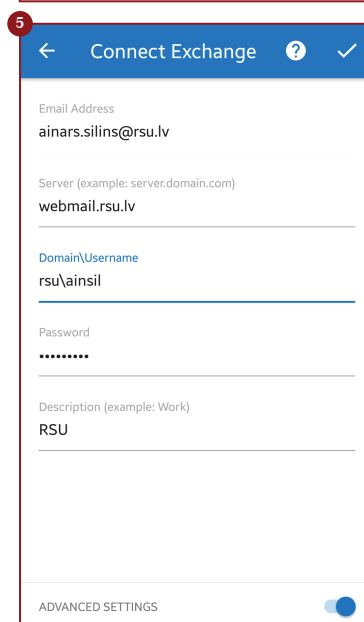 5
Connect Exchange ?
Email Address
ainars.silins@rsu.lv
Server (example: server.domain.com)
webmail.rsu.lv
Domain\Username
rsu\ainsil
Password
•••••••••
Description (example: Work)
RSU
ADVANCED SETTINGS